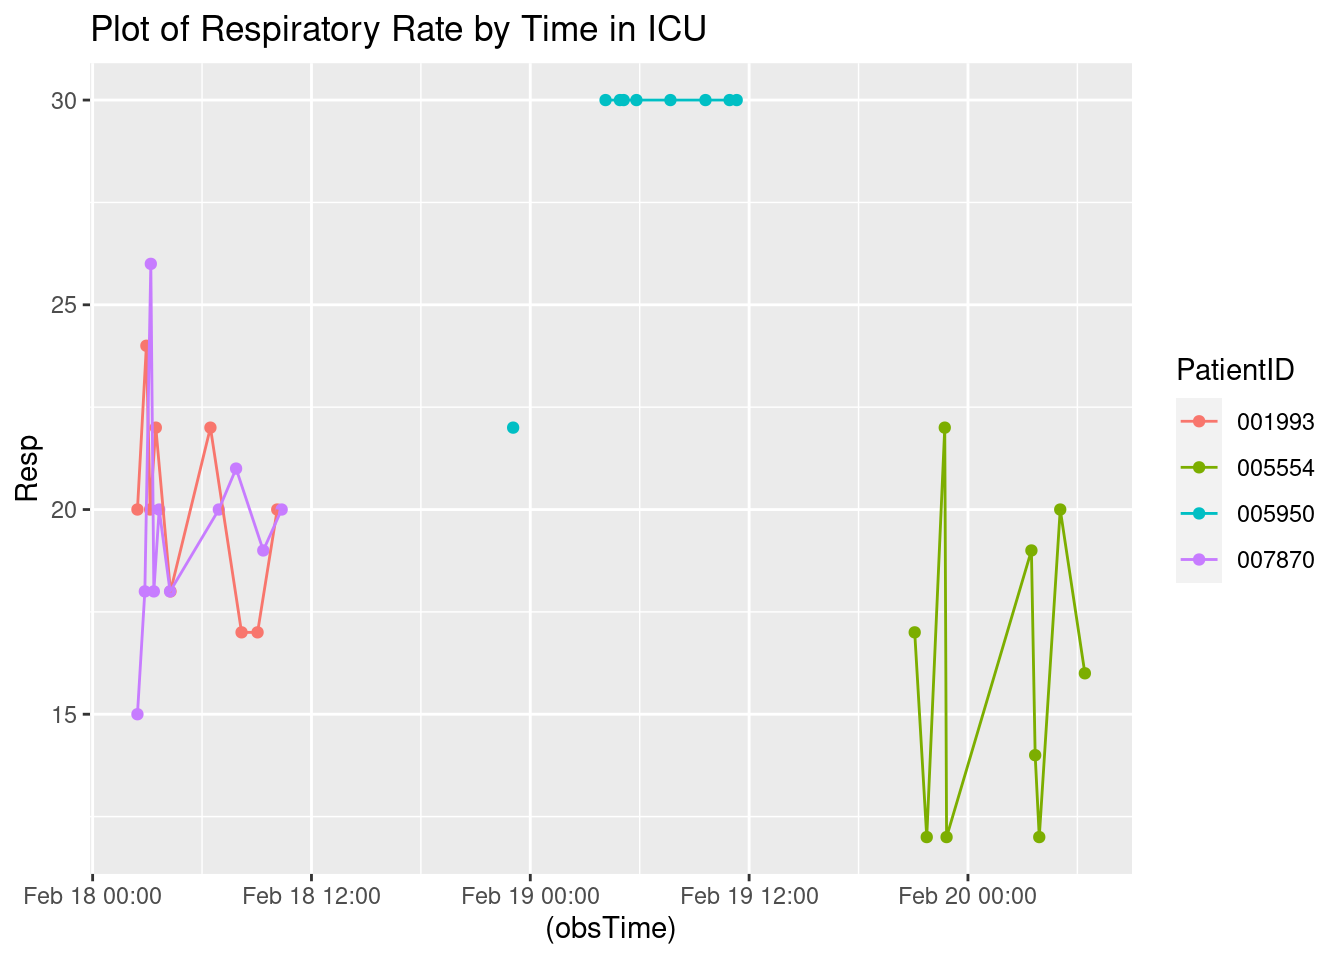 Plot of Respiratory Rate by Time in ICU
30
25
20
15
Resp
Feb 18 00:00 Feb 18 12:00 Feb 19 00:00 Feb 19 12:00 Feb 20 00:00
(obsTime)
PatientID
001993
005554
005950
007870